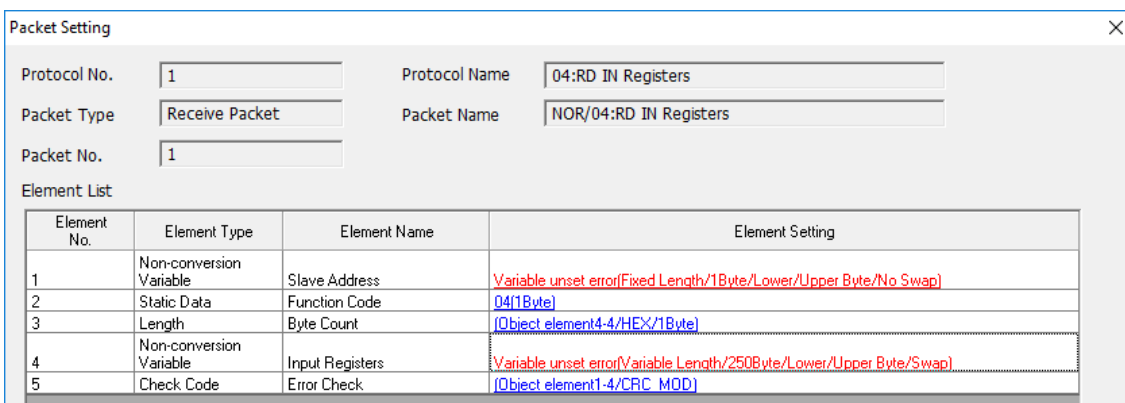 Packet Setting
Protocol No. 1 Protocol Name 04:RD IN Registers
Packet Type Receive Packet Packet Name NOR/04:RD IN Registers
Packet No. 1
Element List
Element No. Element Type Element Name Element Setting
1 Non-conversion Variable Slave Address Variable unset error(Fixed Length/1Byte/Lower/Upper Byte/No Swap)
2 Static Data Function Code 04(1Byte)
3 Length Byte Count (Object element4-4/HEX/1Byte)
4 Non-conversion Variable Input Registers Variable unset error(Variable Length/250Byte/Lower/Upper Byte/Swap)
5 Check Code Error Check (Object element1-4/CRC_MOD)